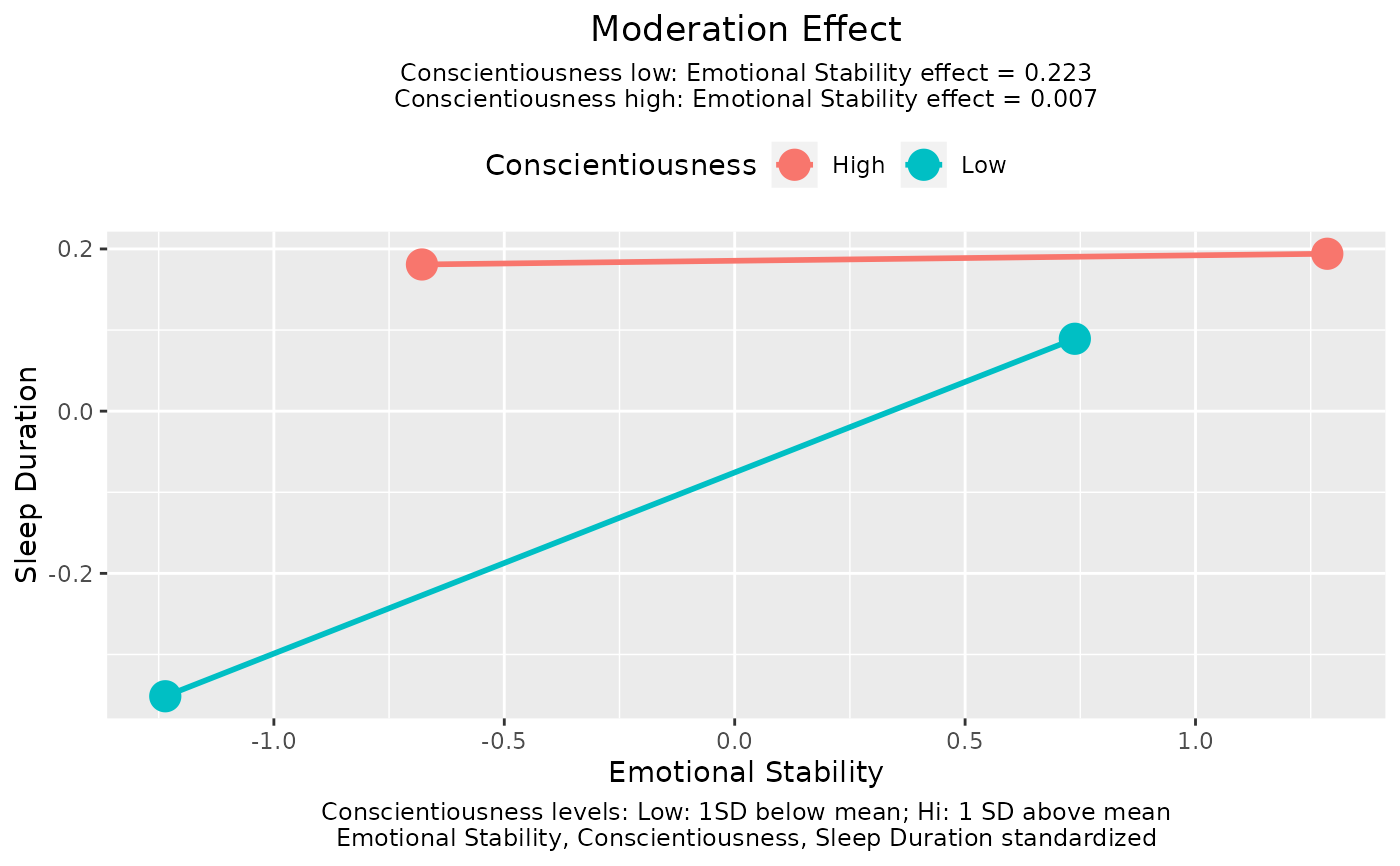 Moderation Effect
Conscientiousness low: Emotional Stability effect = 0.223
Conscientiousness high: Emotional Stability effect = 0.007
Conscientiousness High Low
0.2
0.0
-0.2
Sleep Duration
-1.0 -0.5 0.0 0.5 1.0
Emotional Stability
Conscientiousness levels: Low: 1SD below mean; Hi: 1 SD above mean
Emotional Stability, Conscientiousness, Sleep Duration standardized